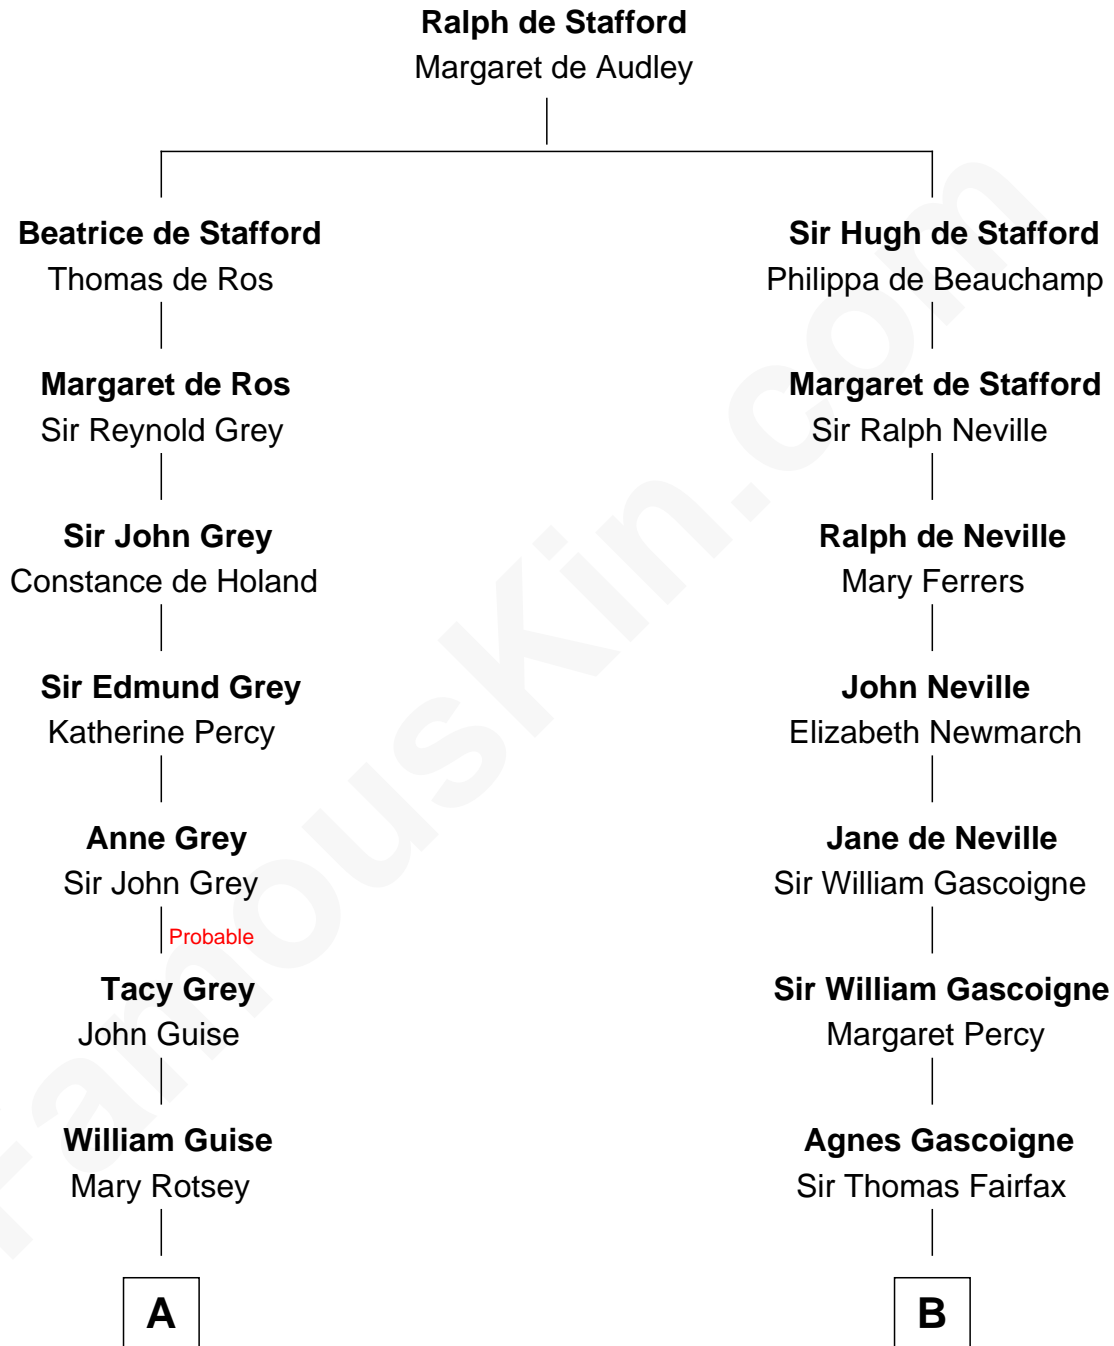 Ralph de Stafford
Margaret de Audley
Beatrice de Stafford
Thomas de Ros
Sir Hugh de Stafford
Philippa de Beauchamp
Margaret de Ros
Sir Reynold Grey
Margaret de Stafford
Sir Ralph Neville
Sir John Grey
Constance de Holand
Ralph de Neville
Mary Ferrers
Sir Edmund Grey
Katherine Percy
John Neville
Elizabeth Newmarch
Anne Grey
Sir John Grey
Jane de Neville
Sir William Gascoigne
Probable
Tacy Grey
John Guise
Sir William Gascoigne
Margaret Percy
William Guise
Mary Rotsey
Agnes Gascoigne
Sir Thomas Fairfax
A
B
FamousKin.com